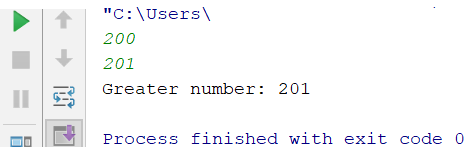 "C:\Users\
200
201
Greater number: 201
Process finished with exit code 0